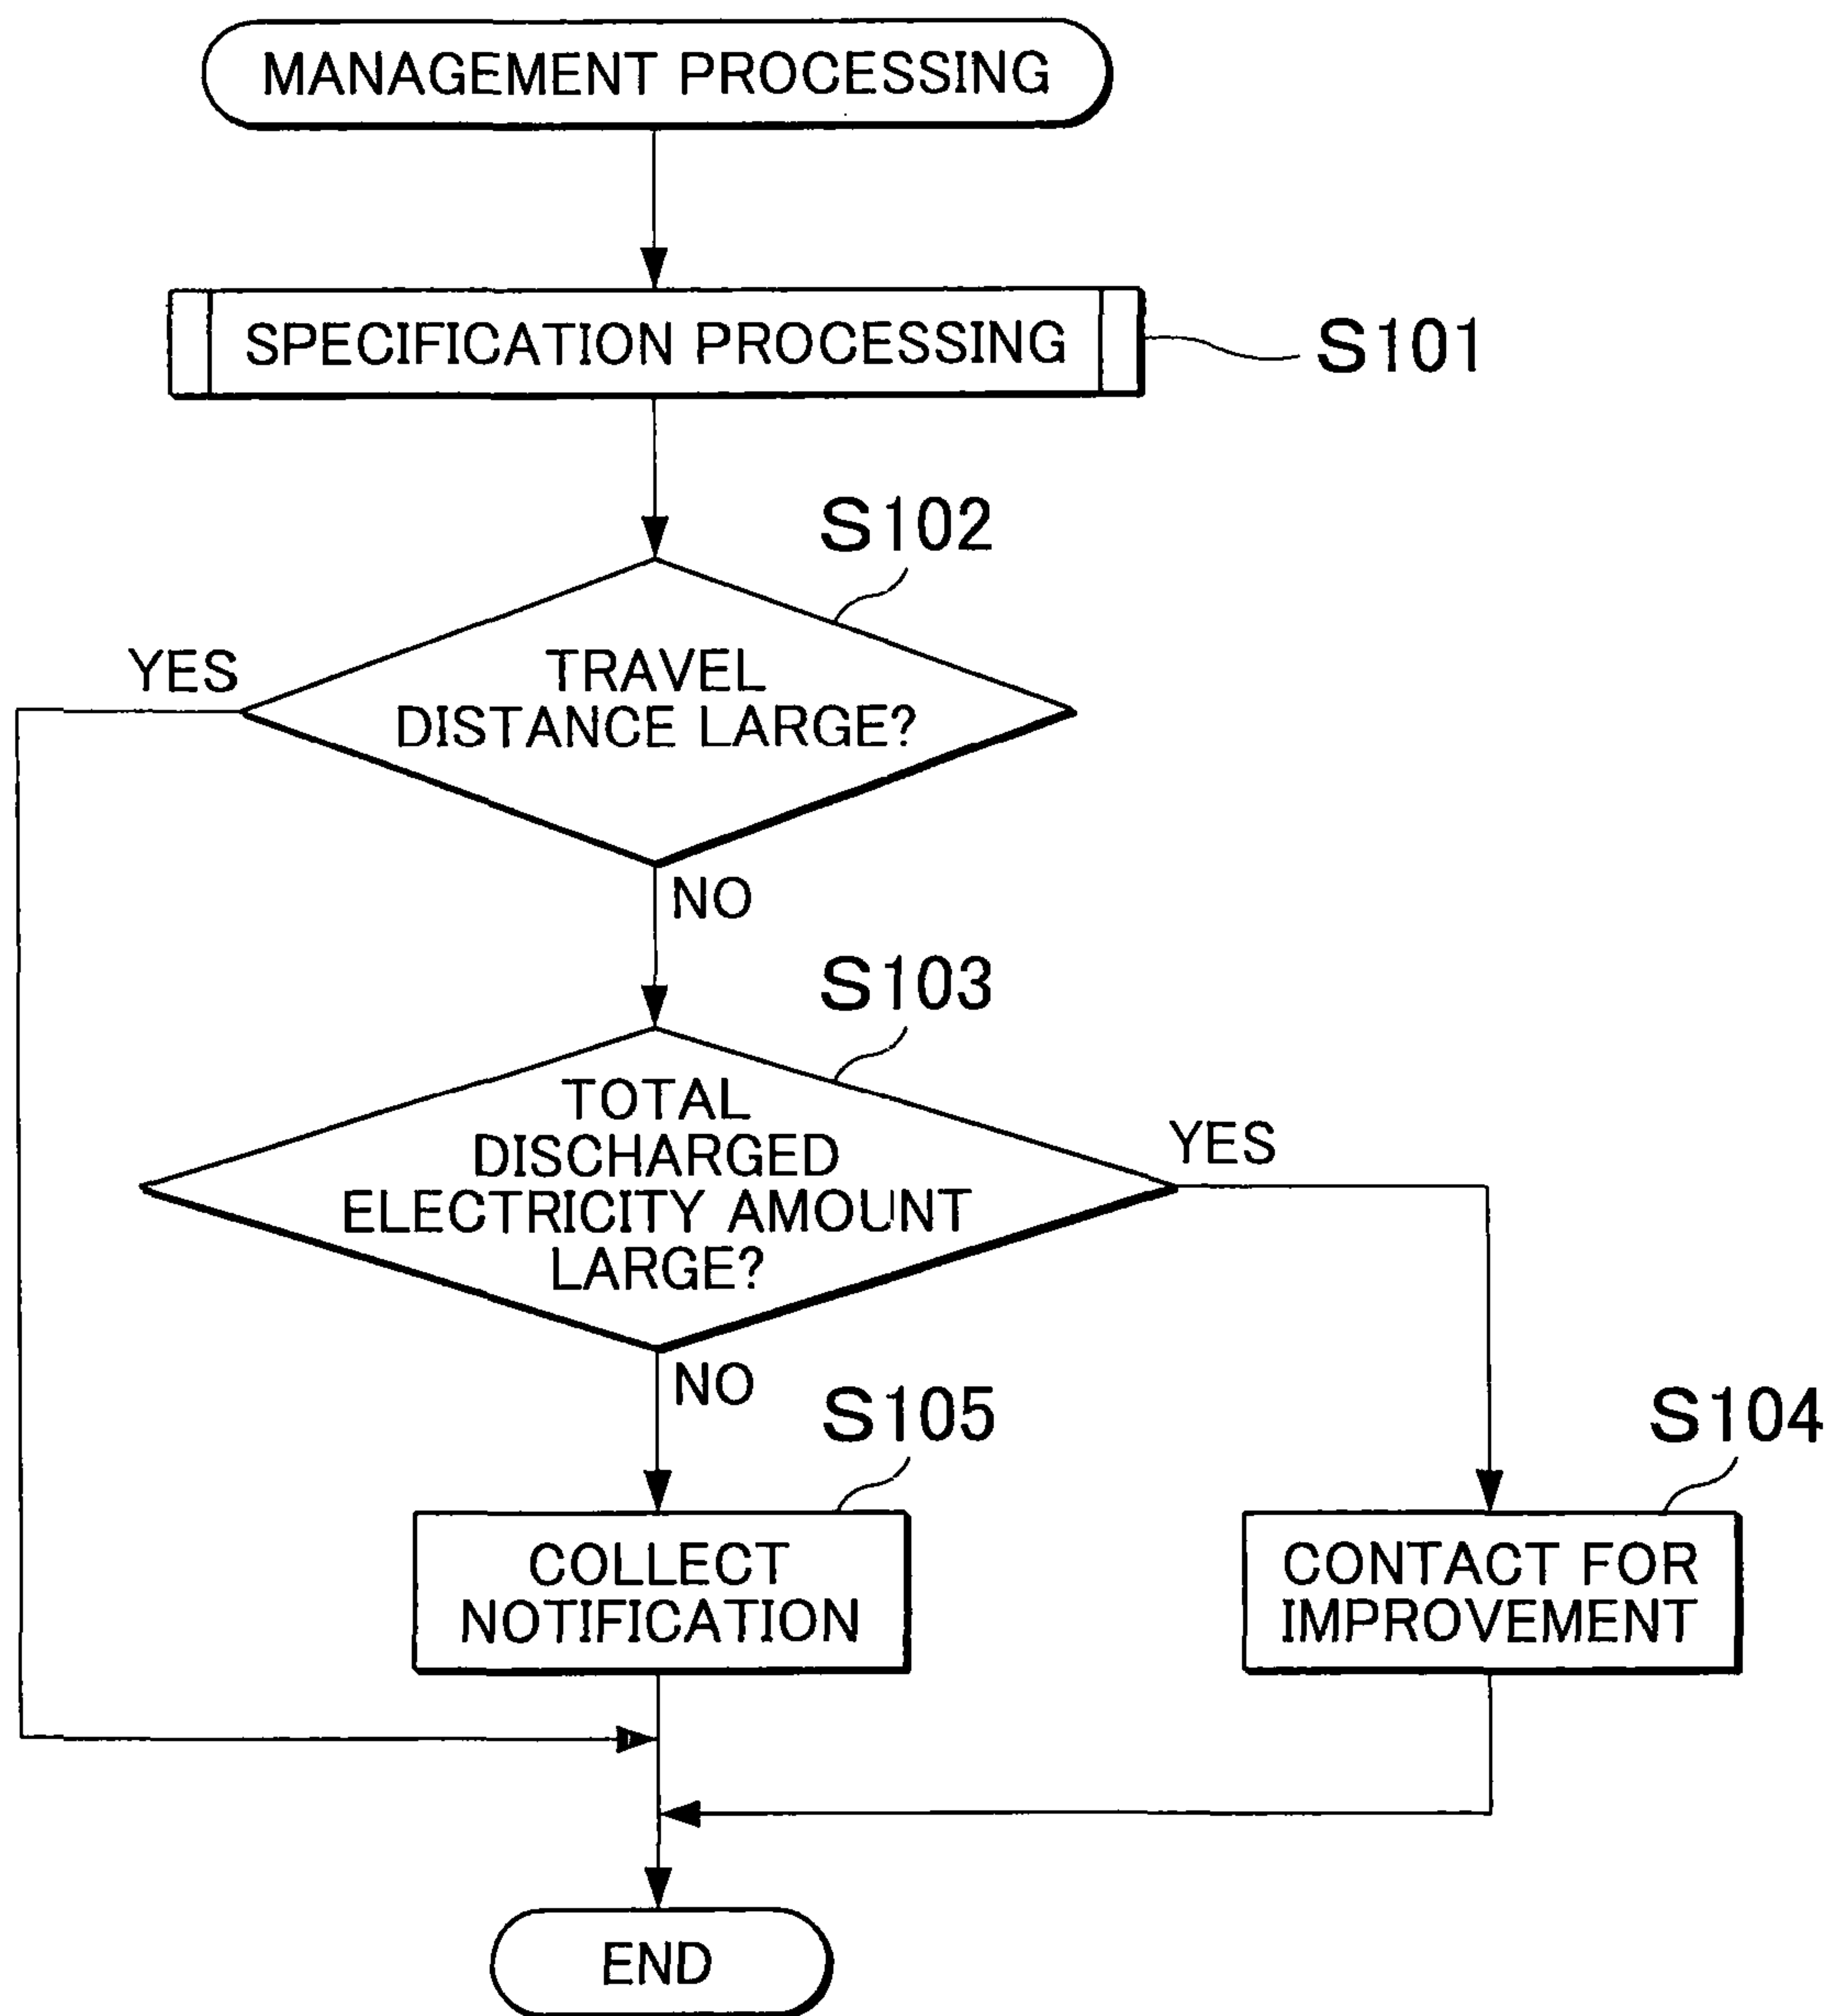 MANAGEMENT PROCESSING
SPECIFICATION PROCESSING
S101
S102
YES
TRAVEL
DISTANCE LARGE?
NO
S103
TOTAL
DISCHARGED
ELECTRICITY AMOUNT
LARGE?
YES
NO
S105
S104
COLLECT
NOTIFICATION
CONTACT FOR
IMPROVEMENT
END